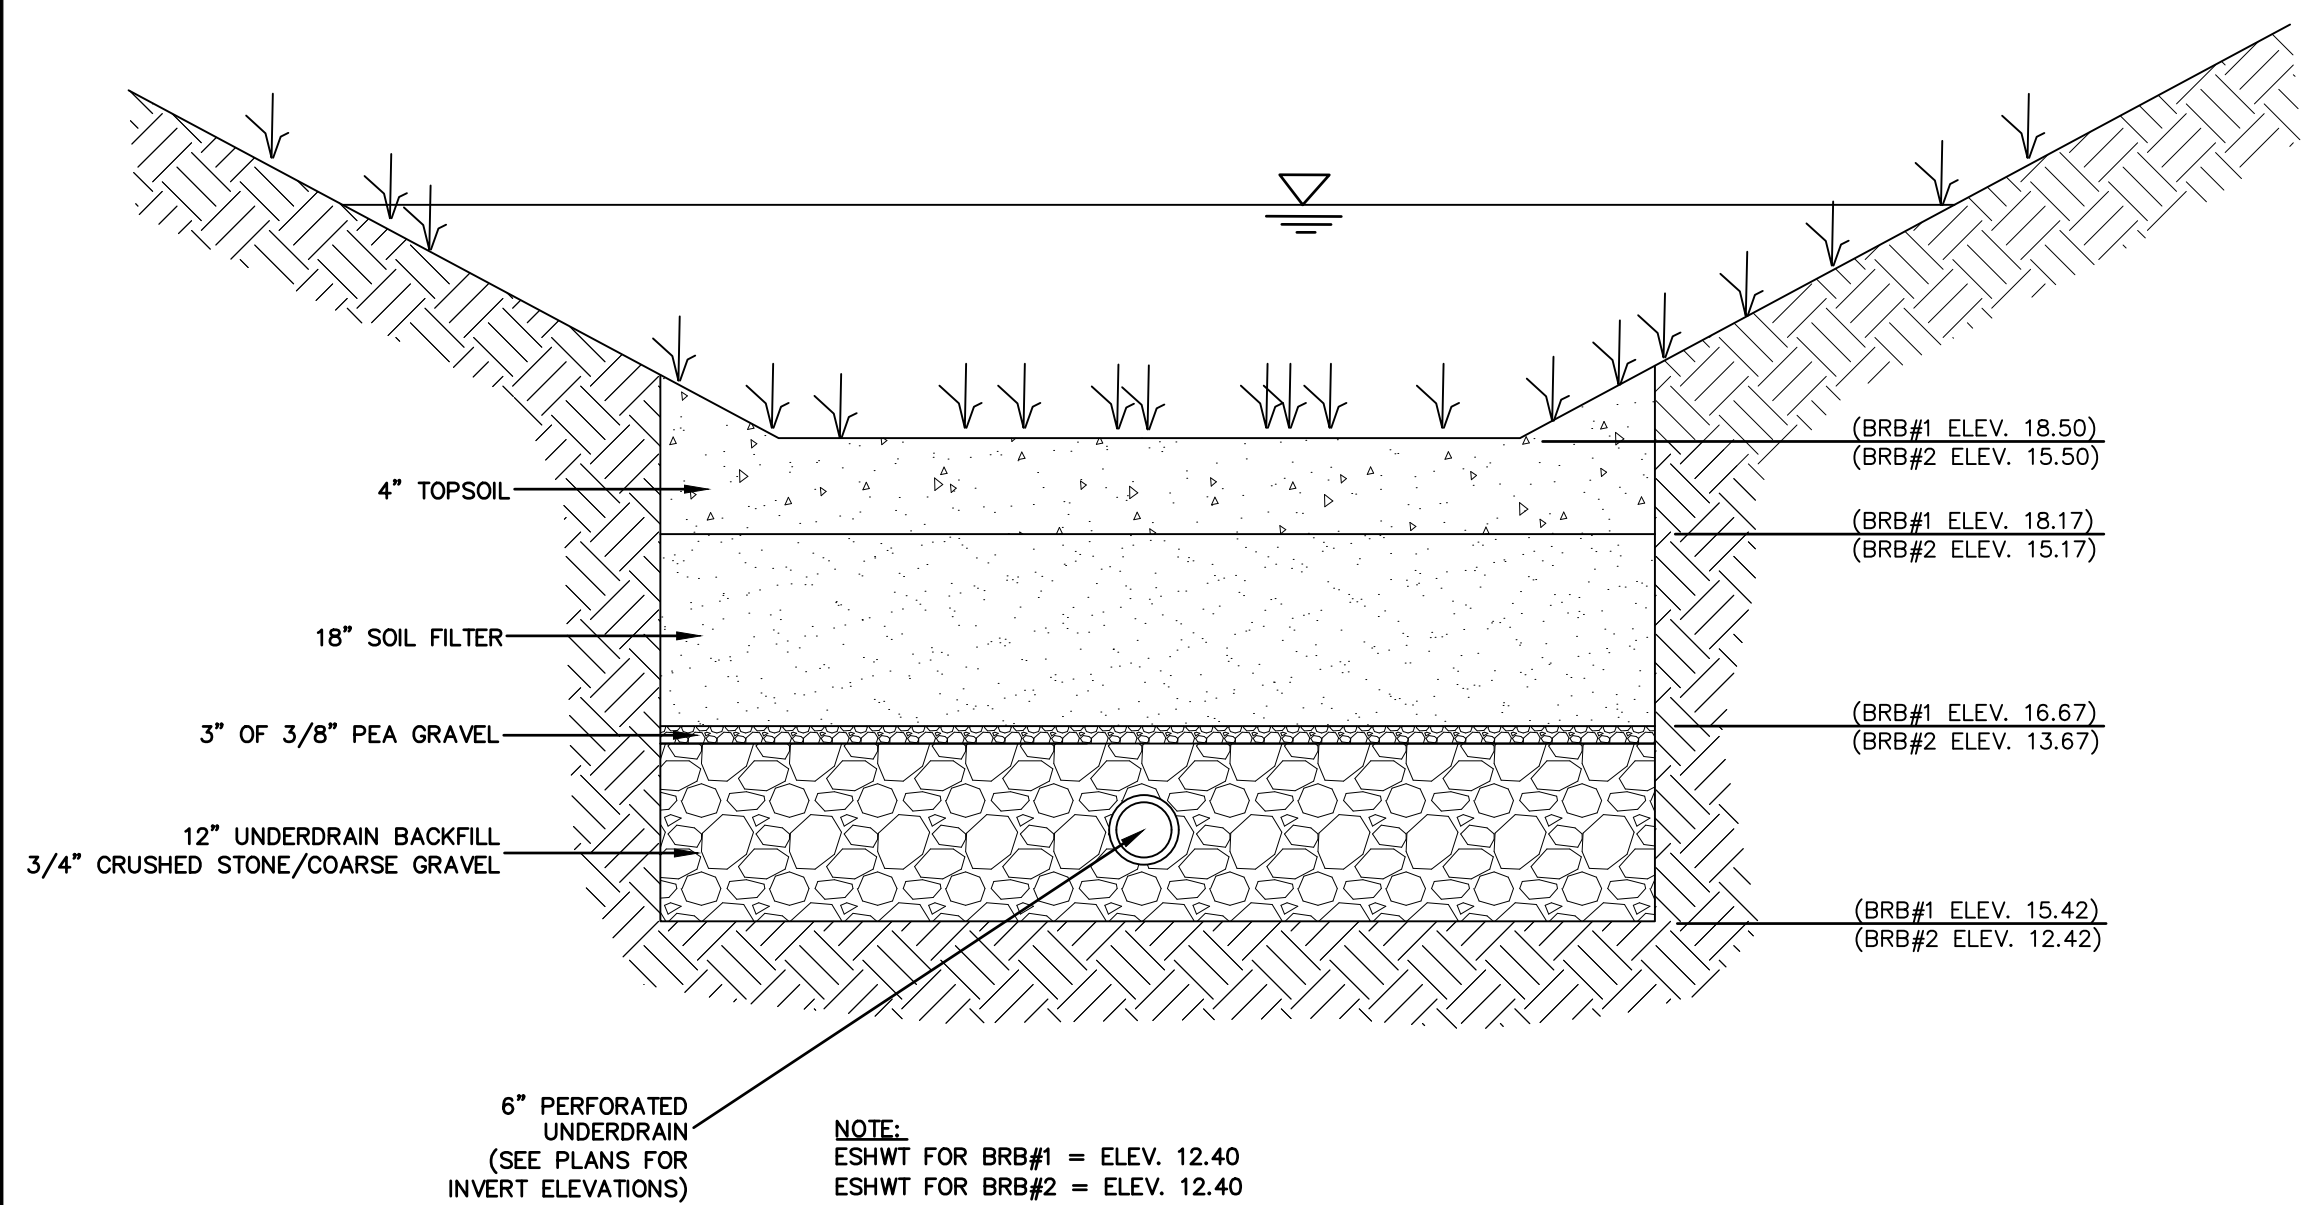 (BRB#1 ELEV. 18.50)
(BRB#2 ELEV. 15.50)
4” TOPSOIL
(BRB#1 ELEV. 18.17)
(BRB#2 ELEV. 15.17)
18” SOIL FILTER
(BRB#1 ELEV. 16.67)
(BRB#2 ELEV. 13.67)
3” OF 3/8” PEA GRAVEL
12” UNDERDRAIN BACKFILL
3/4” CRUSHED STONE/COARSE GRAVEL
(BRB#1 ELEV. 15.42)
(BRB#2 ELEV. 12.42)
6” PERFORATED
UNDERDRAIN
(SEE PLANS FOR
INVERT ELEVATIONS)
NOTE:
ESHWT FOR BRB#1 = ELEV. 12.40
ESHWT FOR BRB#2 = ELEV. 12.40